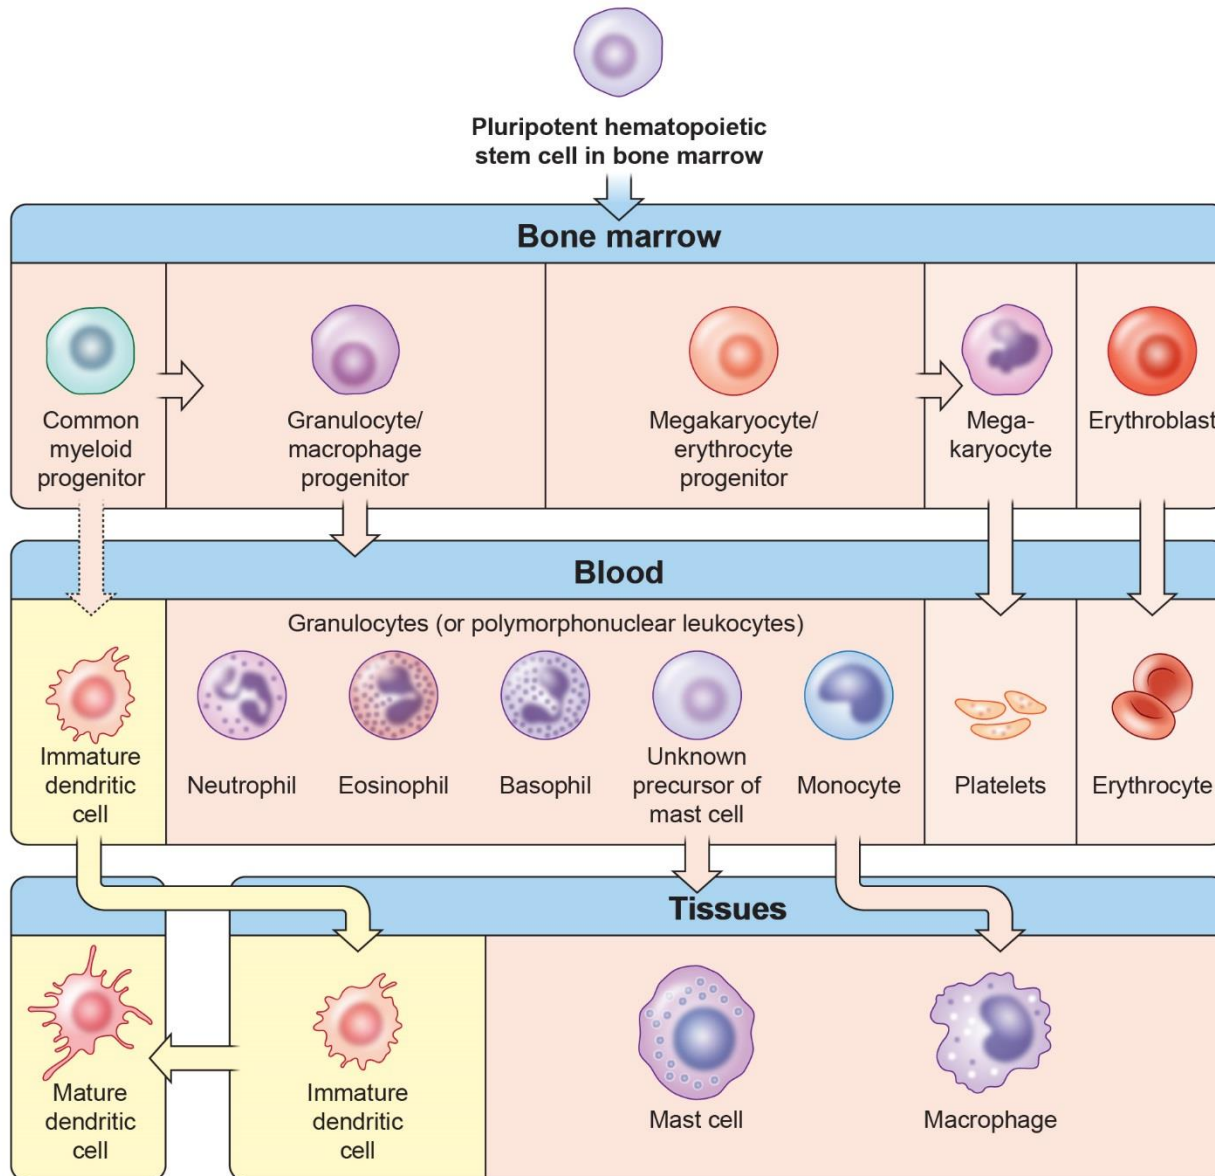 Pluripotent hematopoietic
stem cell in bone marrow
Bone marrow
Common
myeloid
progenitor
Granulocyte/
macrophage
progenitor
Megakaryocyte/
erythrocyte
progenitor
Mega-
karyocyte
Erythroblast
Blood
Granulocytes (or polymorphonuclear leukocytes)
Immature
dendritic
cell
Neutrophil
Eosinophil
Basophil
Unknown
precursor of
mast cell
Monocyte
Platelets
Erythrocyte
Tissues
Mature
dendritic
cell
Immature
dendritic
cell
Mast cell
Macrophage